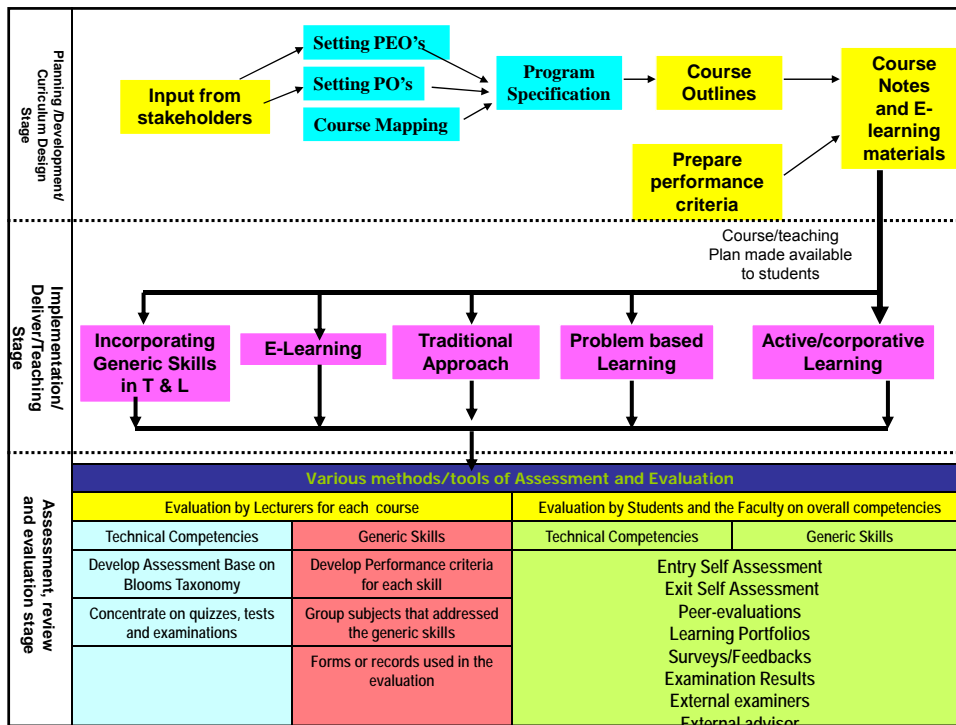 Planning /Development/
Curiculum Design
Stage
Input from
stakeholders
Setting PEO's
Setting PO's
Course Mapping
Program
Specification
Course
Outlines
Prepare
performance
criteria
Course
Notes
and E-
learning
materials
Course/teaching
Plan made available
to students
Implementation/
Deliver/Teaching
Stage
Incorporating
Generic Skills
in T & L
E-Learning
Traditional
Approach
Problem based
Learning
Active/corporative
Learning
Assessment, review
and evaluation stage
Various methods/tools of Assessment and Evaluation
Evaluation by Lecturers for each course
Evaluation by Students and the Faculty on overall competencies
Technical Competencies
Generic Skills
Technical Competencies
Generic Skills
Develop Assessment Base on
Blooms Taxonomy
Develop Performance criteria
for each skill
Concentrate on quizzes, tests
and examinations
Group subjects that addressed
the generic skills
Forms or records used in the
evaluation
Entry Self Assessment
Exit Self Assessment
Peer-evaluations
Learning Portfolios
Surveys/Feedbacks
Examination Results
External examiners
External advisor